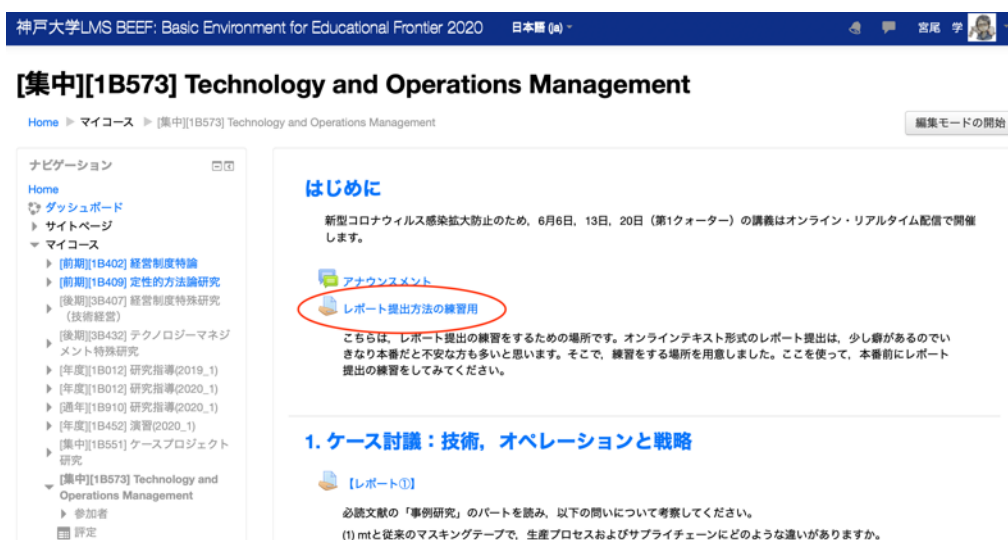 神戸大学LMS BEEF: Basic Environment for Educational Frontier 2020 日本語 (ja)
宮尾 学
[集中][1B573] Technology and Operations Management
Home マイコース [集中][1B573] Technology and Operations Management
編集モードの開始
ナビゲーション
Home
ダッシュボード
サイトページ
マイコース
[前期][1B402] 経営制度特論
[前期][1B409] 定性的方法論研究
[後期][3B407] 経営制度特殊研究
（技術経営）
[後期][3B432] テクノロジーマネジ
メント特殊研究
[年度][1B012] 研究指導(2019_1)
[年度][1B012] 研究指導(2020_1)
[通年][1B910] 研究指導(2020_1)
[年度][1B452] 演習(2020_1)
[集中][1B551] ケースプロジェクト
研究
[集中][1B573] Technology and
Operations Management
参加者
評定
はじめに
新型コロナウィルス感染拡大防止のため，6月6日，13日，20日（第1クォーター）の講義はオンライン・リアルタイム配信で開催
します。
アナウンスメント
レポート提出方法の練習用
こちらは，レポート提出の練習をするための場所です。オンラインテキスト形式のレポート提出は，少し癖があるのでい
きなり本番だと不安な方も多いと思います。そこで，練習をする場所を用意しました。ここを使って，本番前にレポート
提出の練習をしてみてください。
1. ケース討議：技術，オペレーションと戦略
【レポート①】
必読文献の「事例研究」のパートを読み，以下の問いについて考察してください。
(1) mtと従来のマスキングテープで，生産プロセスおよびサプライチェーンにどのような違いがありますか。